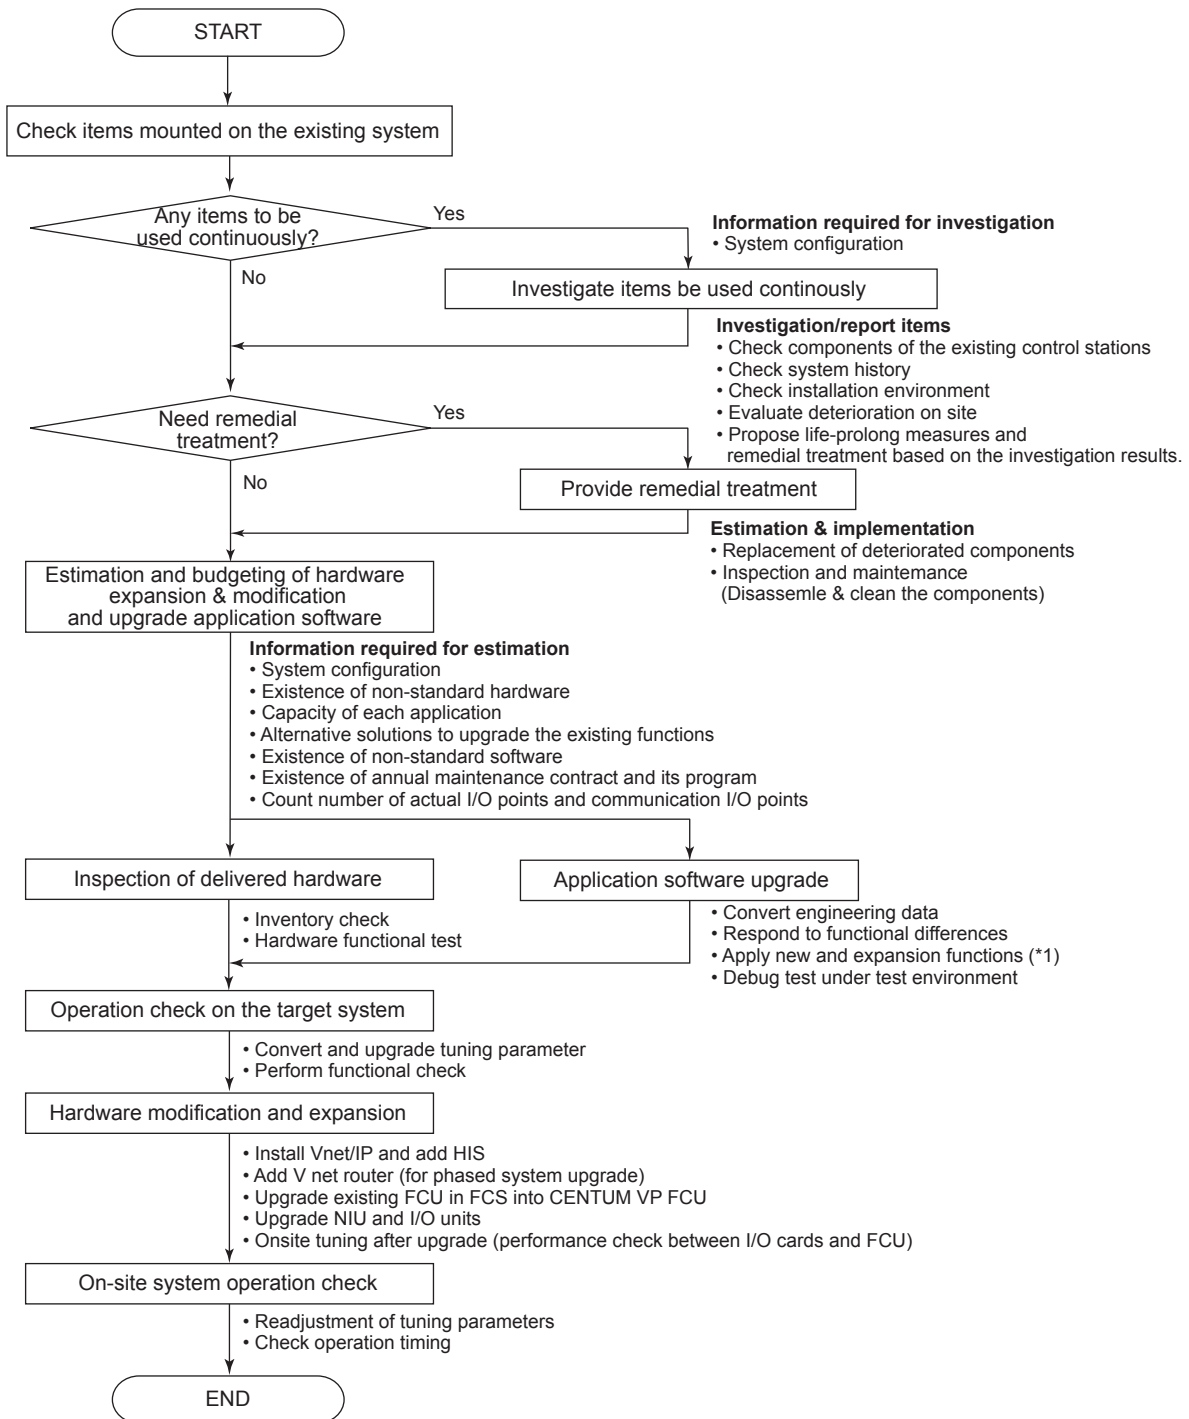 START
Check items mounted on the existing system
Any items to be
used continuously?
Yes
No
Information required for investigation
• System configuration
Investigate items be used continously
Investigation/report items
• Check components of the existing control stations
• Check system history
• Check installation environment
• Evaluate deterioration on site
• Propose life-prolong measures and
remedial treatment based on the investigation results.
Need remedial
treatment?
Yes
No
Provide remedial treatment
Estimation & implementation
• Replacement of deteriorated components
• Inspection and maintemance
(Disassemle & clean the components)
Estimation and budgeting of hardware
expansion & modification
and upgrade application software
Information required for estimation
• System configuration
• Existence of non-standard hardware
• Capacity of each application
• Alternative solutions to upgrade the existing functions
• Existence of non-standard software
• Existence of annual maintenance contract and its program
• Count number of actual I/O points and communication I/O points
Inspection of delivered hardware
• Inventory check
• Hardware functional test
Application software upgrade
• Convert engineering data
• Respond to functional differences
• Apply new and expansion functions (*1)
• Debug test under test environment
Operation check on the target system
• Convert and upgrade tuning parameter
• Perform functional check
Hardware modification and expansion
• Install Vnet/IP and add HIS
• Add V net router (for phased system upgrade)
• Upgrade existing FCU in FCS into CENTUM VP FCU
• Upgrade NIU and I/O units
• Onsite tuning after upgrade (performance check between I/O cards and FCU)
On-site system operation check
• Readjustment of tuning parameters
• Check operation timing
END